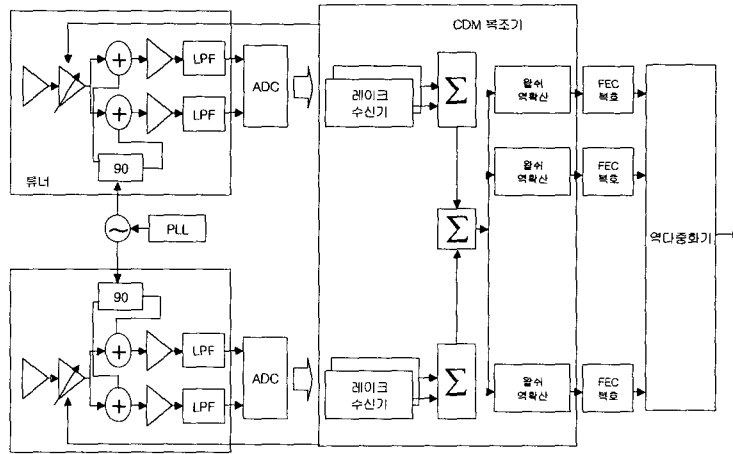 CDM 복조기
LPF
LPF
ADC
90
튜너
레이크
수신기
Σ
왈쉬
역확산
FEC
복호
왈쉬
역확산
FEC
복호
PLL
Σ
역다중화기
90
LPF
LPF
ADC
레이크
수신기
Σ
왈쉬
역확산
FEC
복호